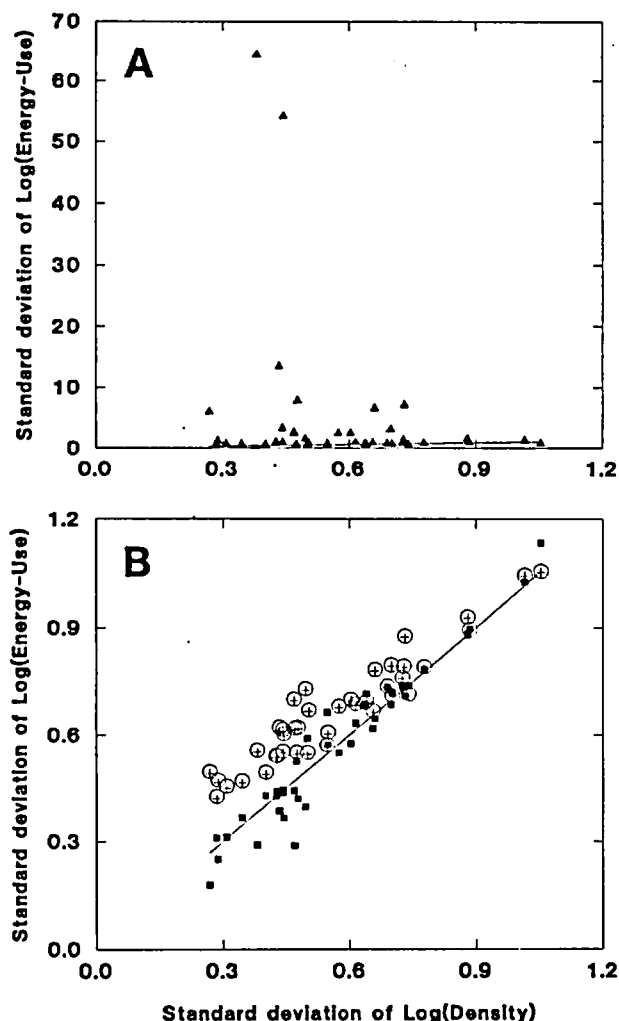 A
70
60
50
40
30
20
10
0
0.0 0.3 0.6 0.9 1.2
Standard deviation of Log(Energy-Use)
B
1.2
0.9
0.6
0.3
0.0
0.0 0.3 0.6 0.9 1.2
Standard deviation of Log(Energy-Use)
Standard deviation of Log(Density)